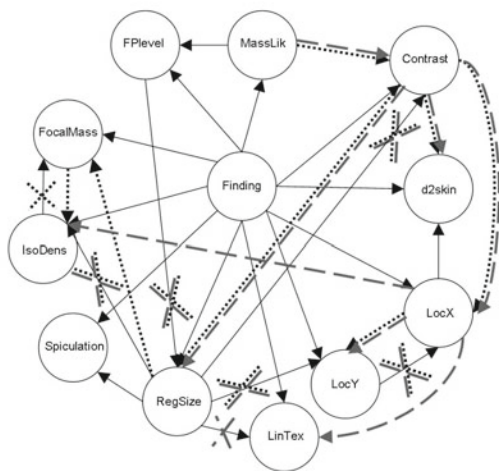 FPlevel
MassLik
Contrast
FocalMass
Finding
d2skin
IsoDens
LocX
Spiculation
RegSize
LocY
LinTex